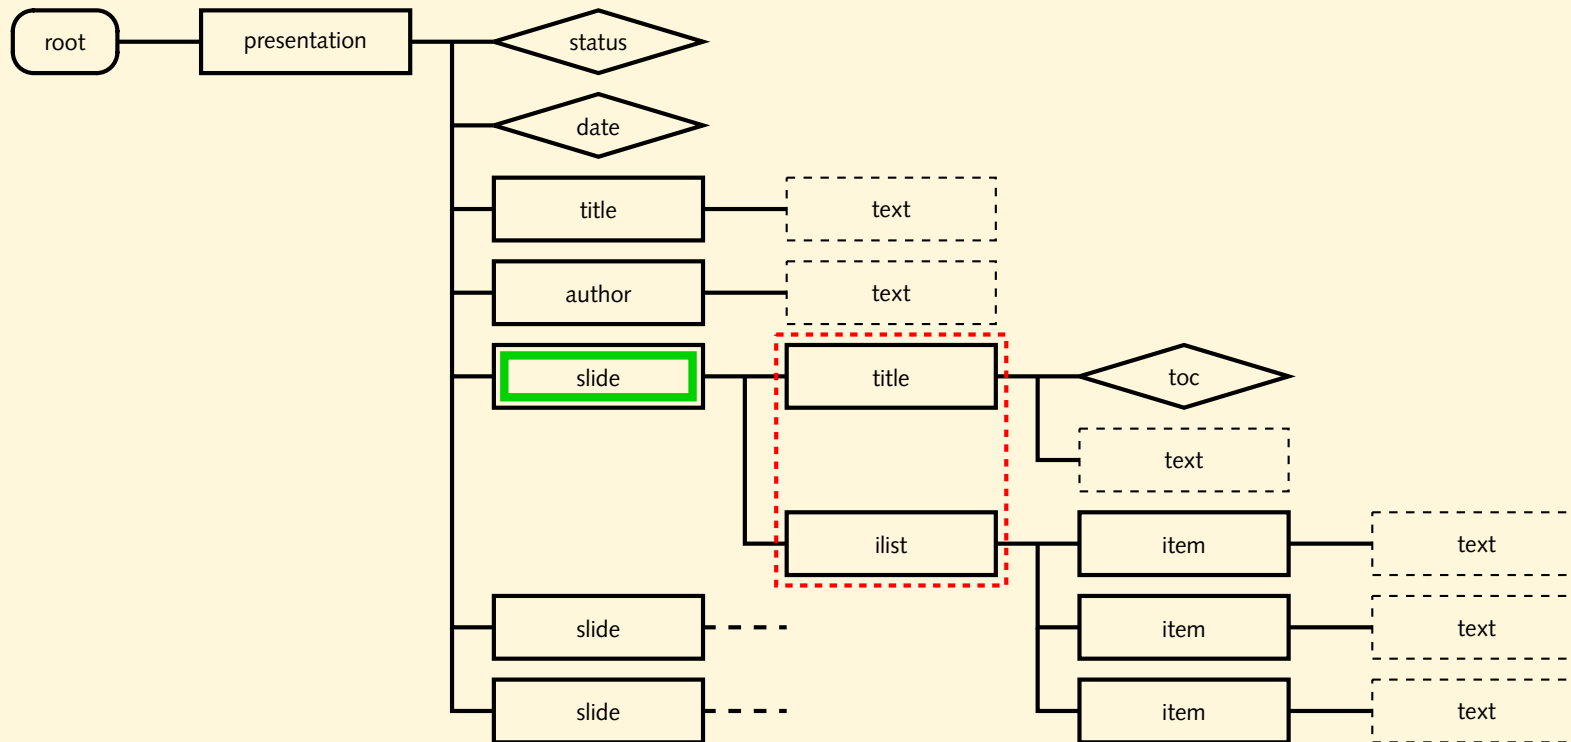 root presentation status
date
title text
author text
slide title toc
text
ilist item text
slide item text
slide item text